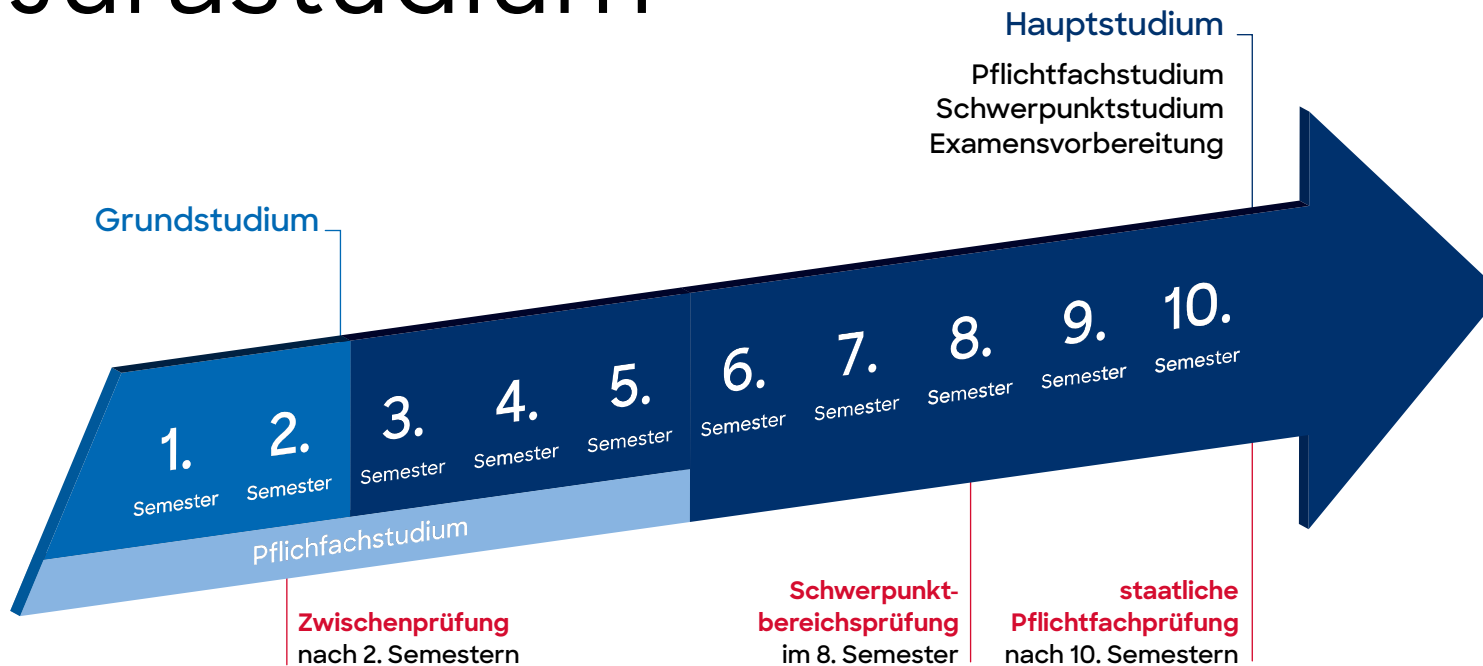 Jurastudium
Hauptstudium
Pflichtfachstudium
Schwerpunktstudium
Examensvorbereitung
Grundstudium
1.
Semester
2.
Semester
3.
Semester
4.
Semester
5.
Semester
6.
Semester
7.
Semester
8.
Semester
9.
Semester
10.
Semester
Pflichfachstudium
Zwischenprüfung
nach 2. Semestern
Schwerpunkt-
bereichsprüfung
im 8. Semester
staatliche
Pflichtfachprüfung
nach 10. Semestern